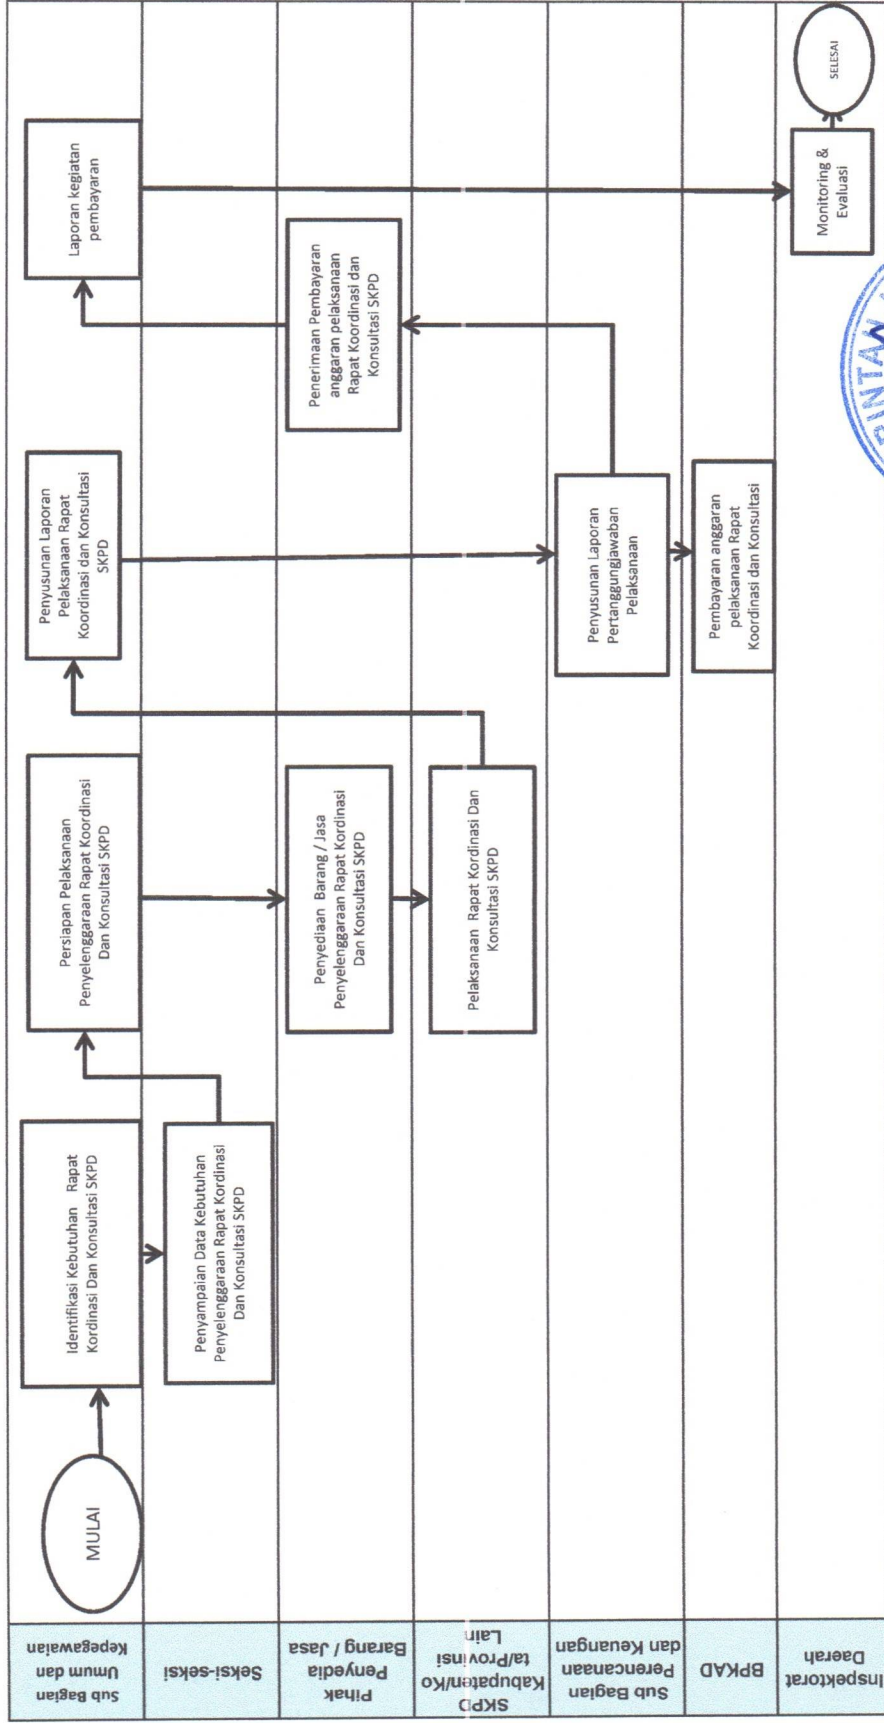 Sub Bagian
Umum dan
Kepegawaian
MULAI
Identifikasi Kebutuhan Rapat
Kordinasi Dan Konsultasi SKPD
Persiapan Pelaksanaan
Penyelenggaraan Rapat Koordinasi
Dan Konsultasi SKPD
Penyusunan Laporan
Pelaksanaan Rapat
Koordinasi dan Konsultasi
SKPD
Laporan kegiatan
pembayaran
Seksi-seksi
Penyampaian Data Kebutuhan
Penyelenggaraan Rapat Kordinasi
Dan Konsultasi SKPD
Pihak
Penyedia
Barang / Jasa
Penyediaan Barang / Jasa
Penyelenggaraan Rapat Kordinasi
Dan Konsultasi SKPD
Penerimaan Pembayaran
anggaran pelaksanaan
Rapat Koordinasi dan
Konsultasi SKPD
SKPD
Kabupaten/Ko
ta/Provinsi
Lain
Pelaksanaan Rapat Kordinasi Dan
Konsultasi SKPD
Sub Bagian
Perencanaan
dan Keuangan
Penyusunan Laporan
Pertanggungjawaban
Pelaksanaan
BPKAD
Pembayaran anggaran
pelaksanaan Rapat
Koordinasi dan Konsultasi
Inspektorat
Daerah
Monitoring &
Evaluasi
SELESAI
BINTAN